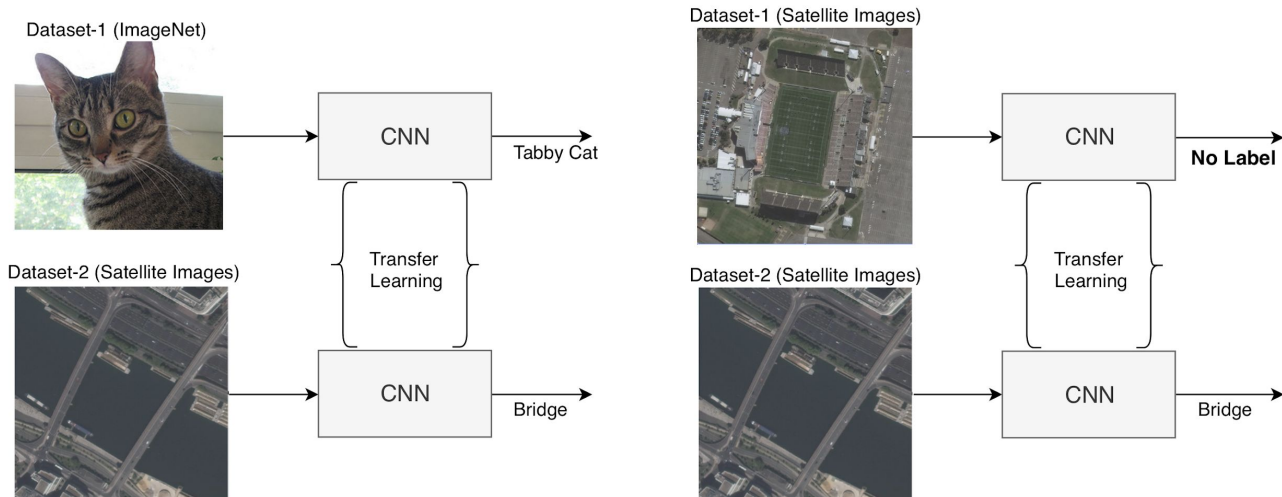 Dataset-1 (ImageNet)
CNN
Tabby Cat
Transfer
Learning
Dataset-2 (Satellite Images)
CNN
Bridge
Dataset-1 (Satellite Images)
CNN
No Label
Transfer
Learning
Dataset-2 (Satellite Images)
CNN
Bridge